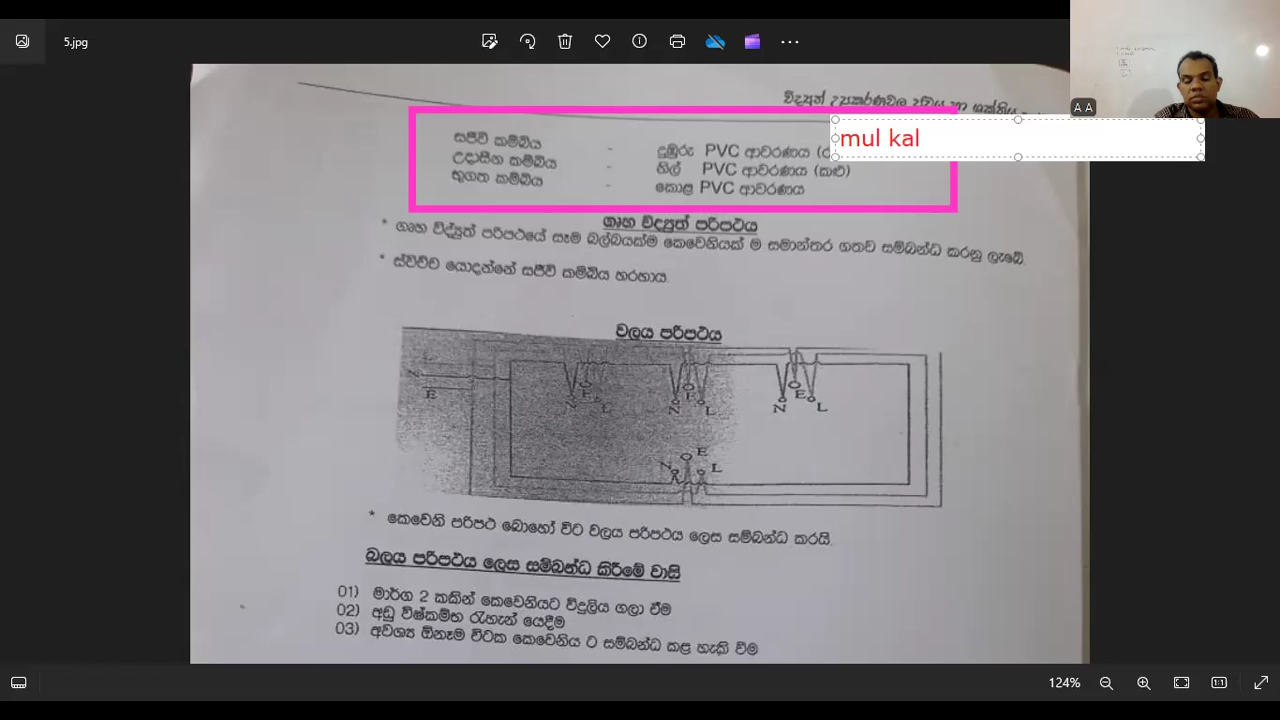 5.jpg
විද්‍යුත් උපකරණවල
A A
mul kal
සජීවි කම්බිය - දුඹුරු PVC ආවරණය
උදාසීන කම්බිය - නිල් PVC ආවරණය (කළු)
භූගත කම්බිය - කොළ PVC ආවරණය
ගෘහ විද්‍යුත් පරිපථය
* ගෘහ විද්‍යුත් පරිපථයේ සෑම බල්බයක්ම කෙවෙනියක් ම සමාන්තර ගතව සම්බන්ධ කරනු ලැබේ.
* ස්විච්ච යොදන්නේ සජීවි කම්බිය හරහාය.
වලය පරිපථය
L
N
E
N E L
N E L
N E L
N E L
* කෙවෙනි පරිපථ බොහෝ විට වලය පරිපථය ලෙස සම්බන්ධ කරයි.
බලය පරිපථය ලෙස සම්බන්ධ කිරීමේ වාසි
01) මාර්ග 2 කකින් කෙවෙනියට විදුලිය ගලා ඒම
02) අඩු විෂ්කම්භ රැහැන් යෙදීම
03) අවශ්‍ය ඕනෑම විටක කෙවෙනිය ට සම්බන්ධ කළ හැකි වීම
124%
1:1